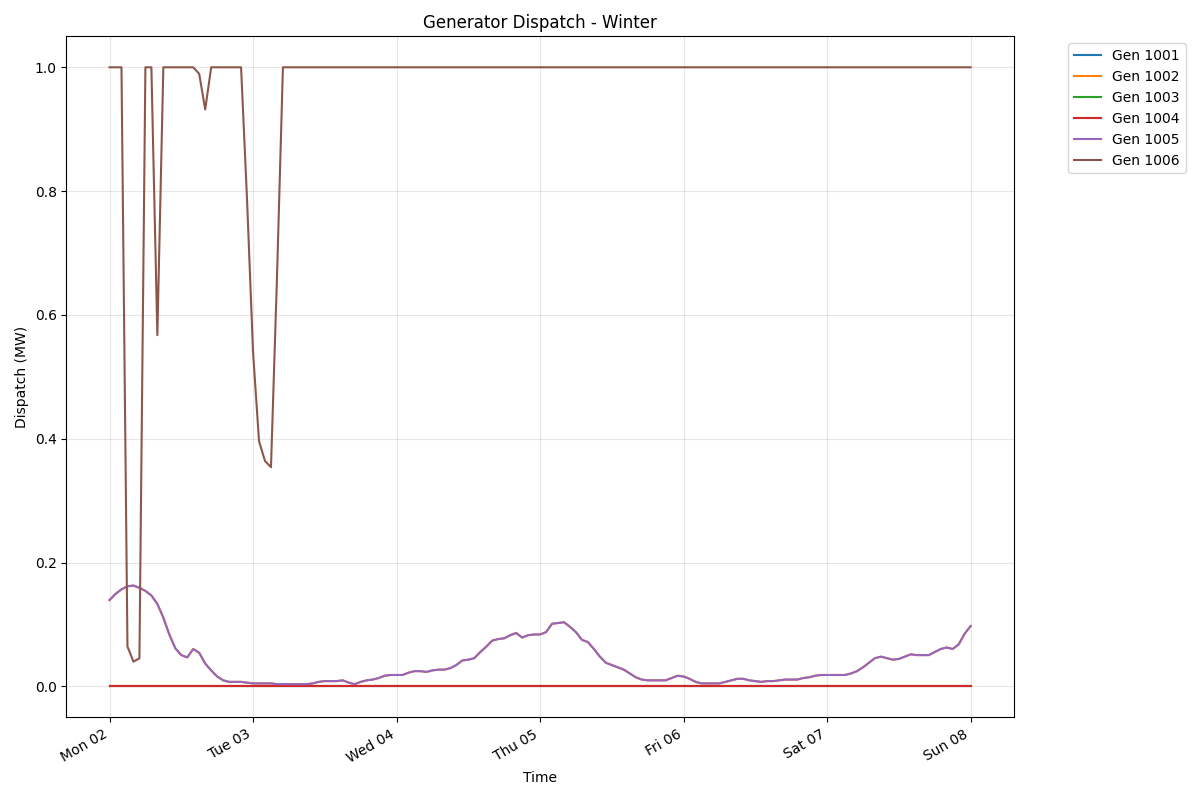 Generator Dispatch - Winter
Gen 1001
Gen 1002
Gen 1003
Gen 1004
Gen 1005
Gen 1006
Dispatch (MW)
1.0
0.8
0.6
0.4
0.2
0.0
Mon 02
Tue 03
Wed 04
Thu 05
Fri 06
Sat 07
Sun 08
Time